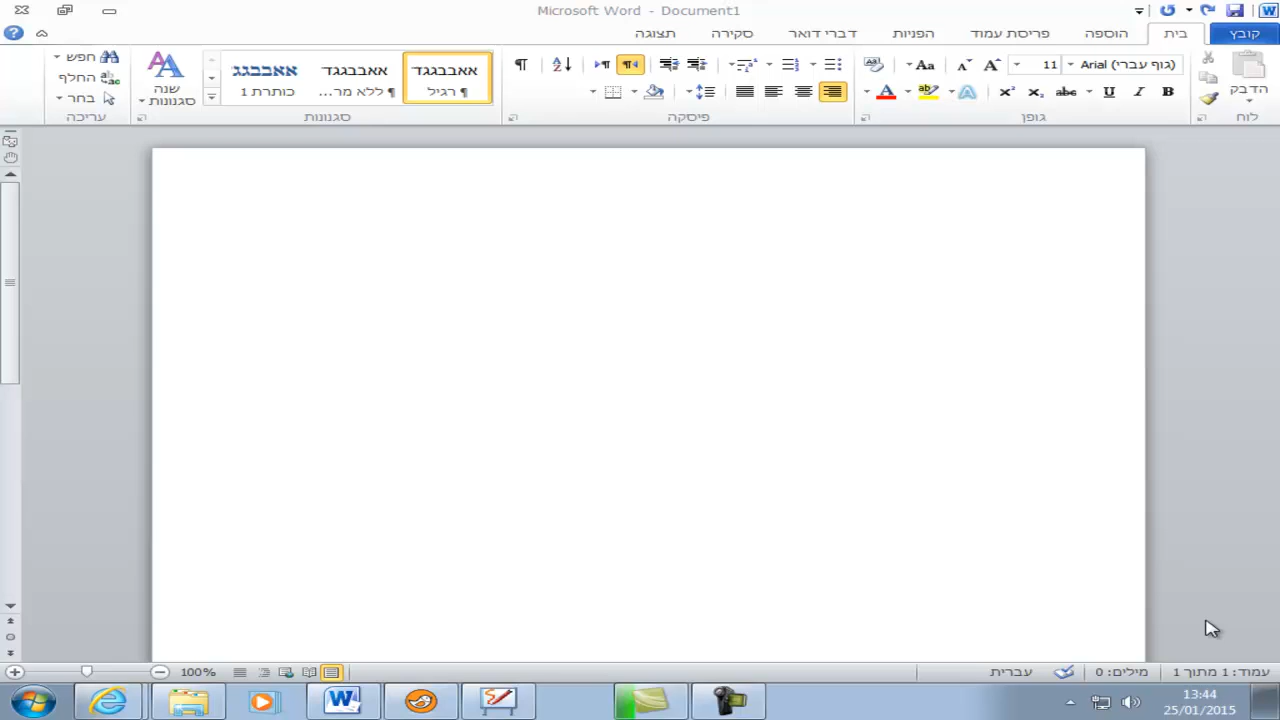 Microsoft Word - Document1
קובץ בית הוספה פריסת עמוד הפניות דברי דואר סקירה תצוגה
הדבק
Arial (גוף עברי) 11 Aa
אאבבגגד אאבבגגד אאבבגג
¶ רגיל ¶ ללא מר... כותרת 1
שנה
סגנונות
חפש
החלף
בחר
לוח גופן פיסקה סגנונות עריכה
עמוד: 1 מתוך 1 מילים: 0 עברית 100%
13:44
25/01/2015